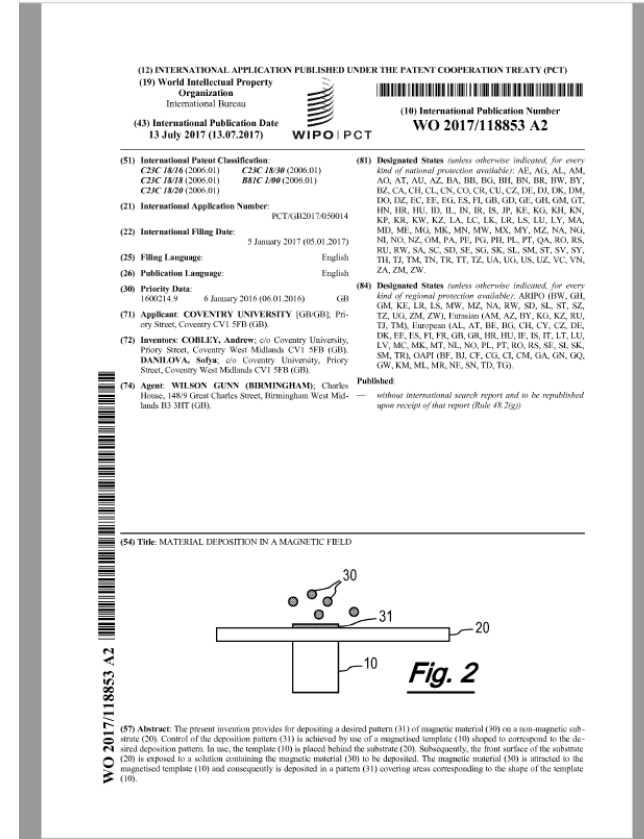 (12) INTERNATIONAL APPLICATION PUBLISHED UNDER THE PATENT COOPERATION TREATY (PCT)
(19) World Intellectual Property
Organization
International Bureau
(43) International Publication Date
13 July 2017 (13.07.2017)
WIPO | PCT
(10) International Publication Number
WO 2017/118853 A2
(51) International Patent Classification:
C23C 18/16 (2006.01) C23C 18/30 (2006.01)
C23C 18/18 (2006.01) B81C 1/00 (2006.01)
C23C 18/20 (2006.01)
(21) International Application Number:
PCT/GB2017/050014
(22) International Filing Date:
5 January 2017 (05.01.2017)
(25) Filing Language: English
(26) Publication Language: English
(30) Priority Data:
1600214.9 6 January 2016 (06.01.2016) GB
(71) Applicant: COVENTRY UNIVERSITY [GB/GB]; Pri-
ory Street, Coventry CV1 5FB (GB).
(72) Inventors: COBLEY, Andrew; c/o Coventry University,
Priory Street, Coventry West Midlands CV1 5FB (GB).
DANILOVA, Sofya; c/o Coventry University, Priory
Street, Coventry West Midlands CV1 5FB (GB).
(74) Agent: WILSON GUNN (BIRMINGHAM); Charles
House, 148/9 Great Charles Street, Birmingham West Mid-
lands B3 3HT (GB).
(81) Designated States (unless otherwise indicated, for every
kind of national protection available): AE, AG, AL, AM,
AO, AT, AU, AZ, BA, BB, BG, BH, BN, BR, BW, BY,
BZ, CA, CH, CL, CN, CO, CR, CU, CZ, DE, DJ, DK, DM,
DO, DZ, EC, EE, EG, ES, FI, GB, GD, GE, GH, GM, GT,
HN, HR, HU, ID, IL, IN, IR, IS, JP, KE, KG, KH, KN,
KP, KR, KW, KZ, LA, LC, LK, LR, LS, LU, LY, MA,
MD, ME, MG, MK, MN, MW, MX, MY, MZ, NA, NG,
NI, NO, NZ, OM, PA, PE, PG, PH, PL, PT, QA, RO, RS,
RU, RW, SA, SC, SD, SE, SG, SK, SL, SM, ST, SV, SY,
TH, TJ, TM, TN, TR, TT, TZ, UA, UG, US, UZ, VC, VN,
ZA, ZM, ZW.
(84) Designated States (unless otherwise indicated, for every
kind of regional protection available): ARIPO (BW, GH,
GM, KE, LR, LS, MW, MZ, NA, RW, SD, SL, ST, SZ,
TZ, UG, ZM, ZW), Eurasian (AM, AZ, BY, KG, KZ, RU,
TJ, TM), European (AL, AT, BE, BG, CH, CY, CZ, DE,
DK, EE, ES, FI, FR, GB, GR, HR, HU, IE, IS, IT, LT, LU,
LV, MC, MK, MT, NL, NO, PL, PT, RO, RS, SE, SI, SK,
SM, TR), OAPI (BF, BJ, CF, CG, CI, CM, GA, GN, GQ,
GW, KM, ML, MR, NE, SN, TD, TG).
Published:
— without international search report and to be republished
upon receipt of that report (Rule 48.2(g))
(54) Title: MATERIAL DEPOSITION IN A MAGNETIC FIELD
30
31
20
10
Fig. 2
(57) Abstract: The present invention provides for depositing a desired pattern (31) of magnetic material (30) on a non-magnetic sub-
strate (20). Control of the deposition pattern (31) is achieved by use of a magnetised template (10) shaped to correspond to the de-
sired deposition pattern. In use, the template (10) is placed behind the substrate (20). Subsequently, the front surface of the substrate
(20) is exposed to a solution containing the magnetic material (30) to be deposited. The magnetic material (30) is attracted to the
magnetised template (10) and consequently is deposited in a pattern (31) covering areas corresponding to the shape of the template
(10).
WO 2017/118853 A2